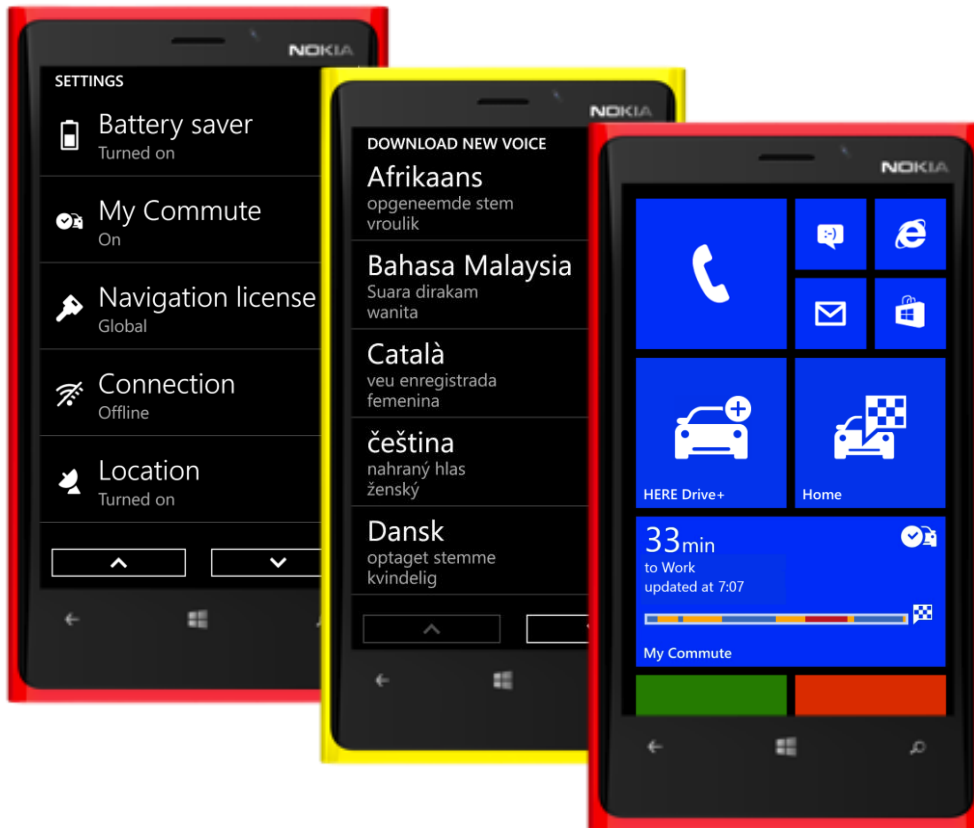 NOKIA
SETTINGS
Battery saver
Turned on
My Commute
On
Navigation license
Global
Connection
Offline
Location
Turned on
NOKIA
DOWNLOAD NEW VOICE
Afrikaans
opgeneemde stem
vroulik
Bahasa Malaysia
Suara dirakam
wanita
Català
veu enregistrada
femenina
čeština
nahraný hlas
ženský
Dansk
optaget stemme
kvindelig
NOKIA
:-)
HERE Drive+
Home
33min
to Work
updated at 7:07
My Commute